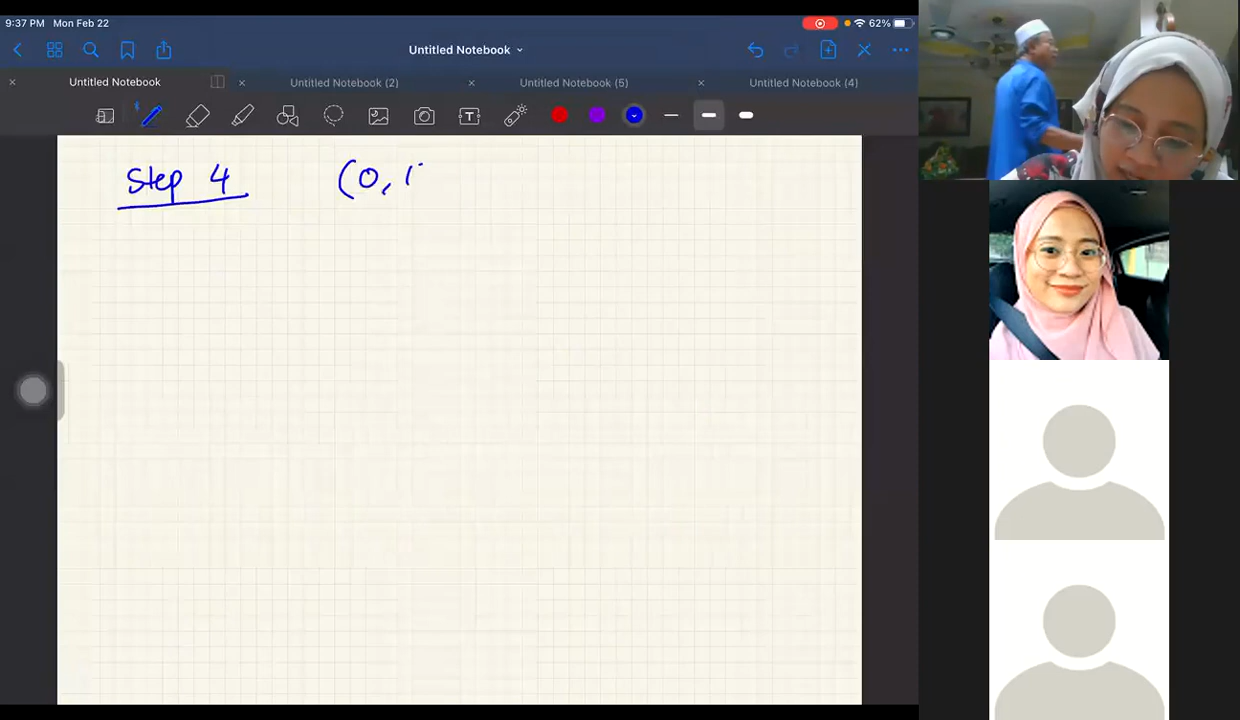 9:37 PM Mon Feb 22
62%
Untitled Notebook
Untitled Notebook
Untitled Notebook (2)
Untitled Notebook (5)
Untitled Notebook (4)
T
Step 4 (0,